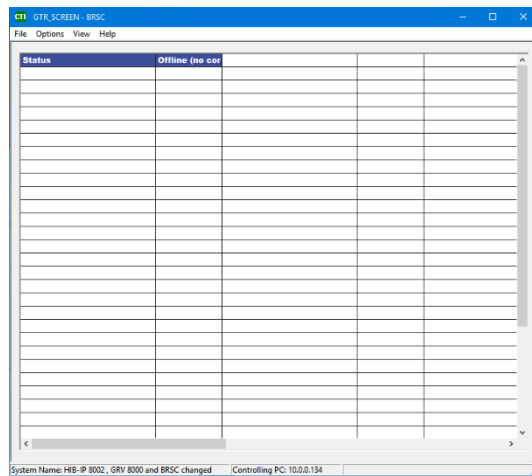 CTI GTR_SCREEN - BRSC
File Options View Help
Status Offline (no cor
System Name: HIB-IP 8002 , GRV 8000 and BRSC changed Controlling PC: 10.0.0.134